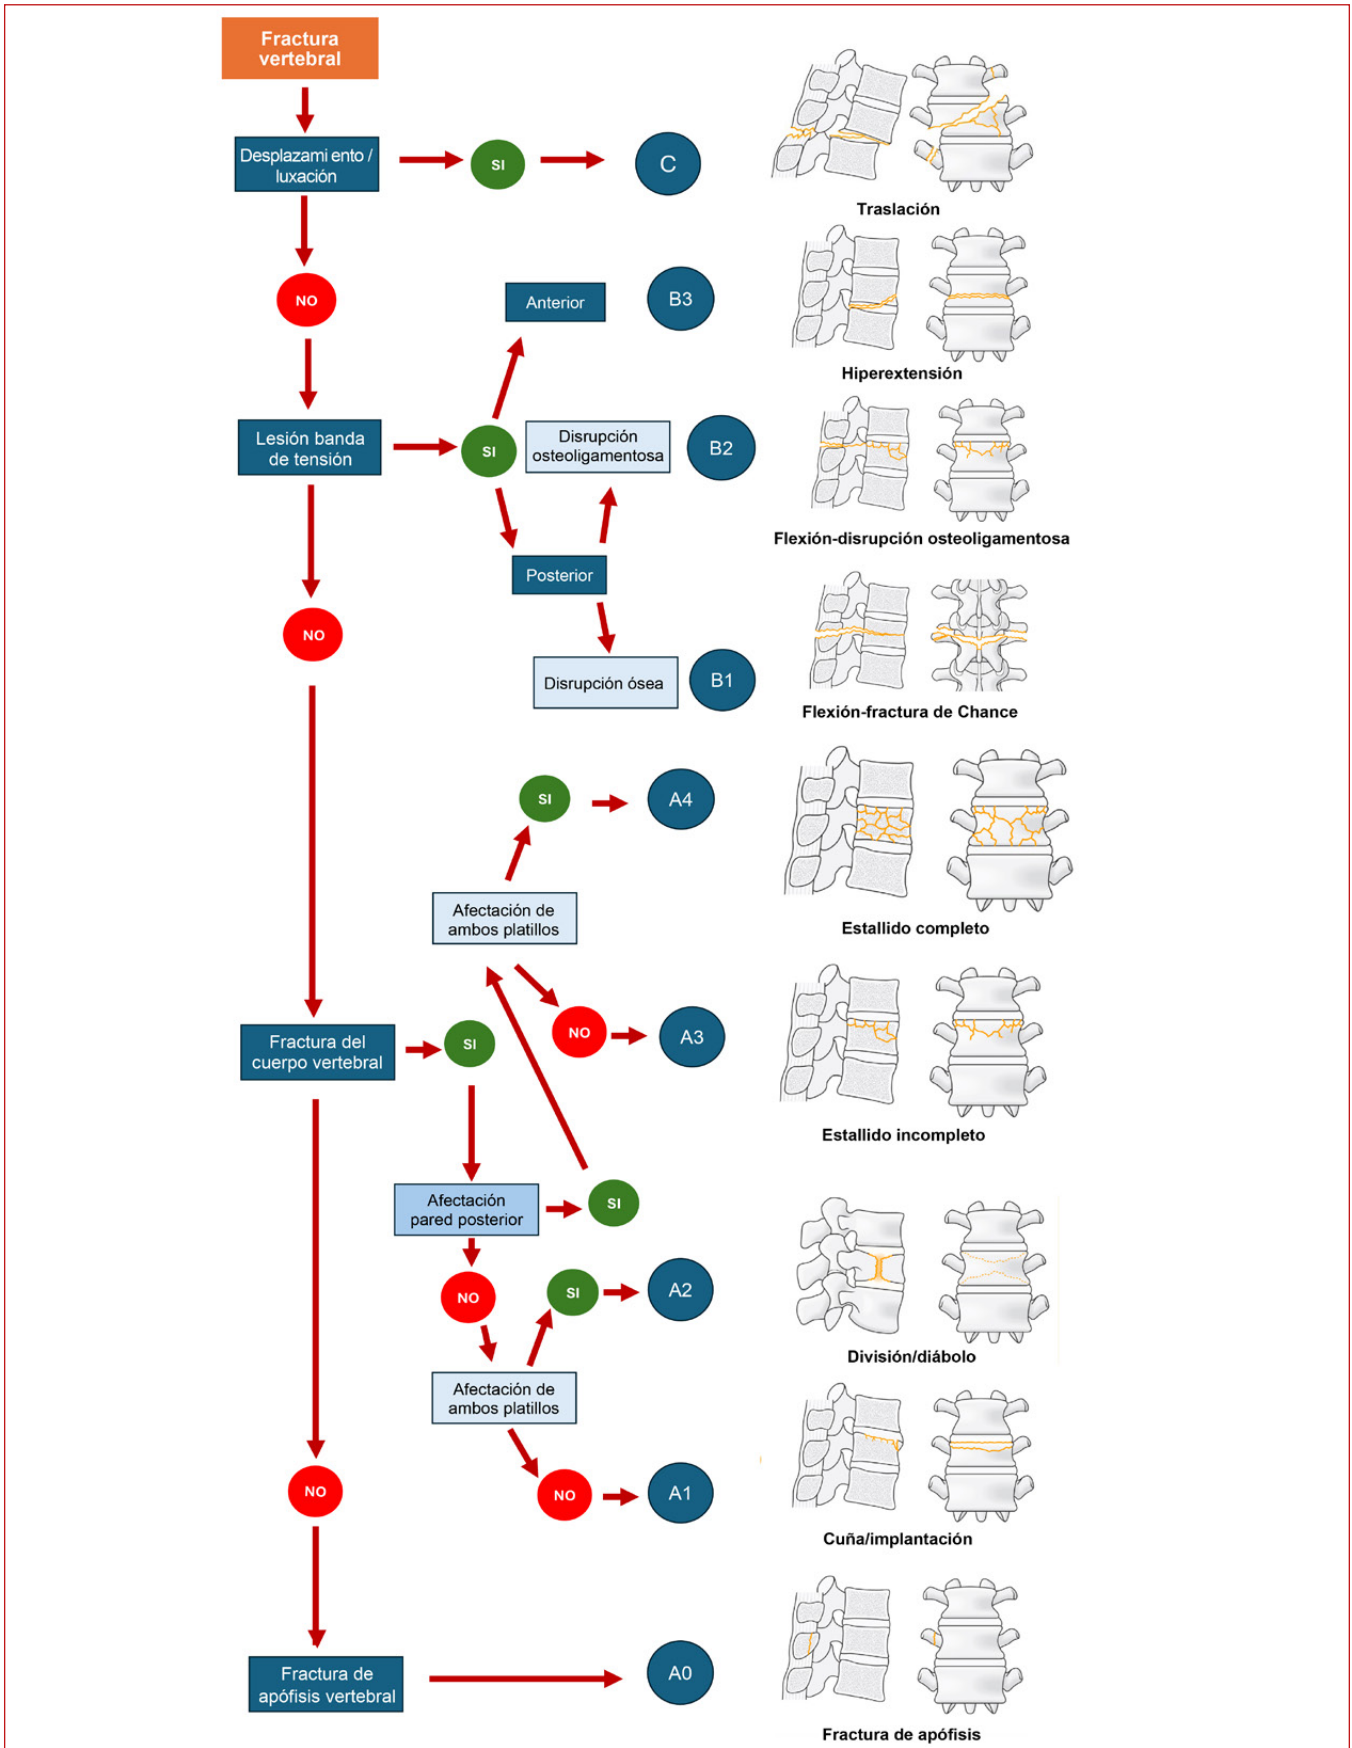 Fractura
vertebral
Desplazami ento /
luxación
SI
C
Traslación
NO
Anterior
B3
Hiperextensión
Lesión banda
de tensión
SI
Disrupción
osteoligamentosa
B2
Flexión-disrupción osteoligamentosa
Posterior
NO
Disrupción ósea
B1
Flexión-fractura de Chance
SI
A4
Afectación de
ambos platillos
Estallido completo
NO
A3
Fractura del
cuerpo vertebral
SI
Estallido incompleto
Afectación
pared posterior
SI
NO
SI
A2
División/diábolo
Afectación de
ambos platillos
NO
NO
A1
Cuña/implantación
Fractura de
apófisis vertebral
A0
Fractura de apófisis